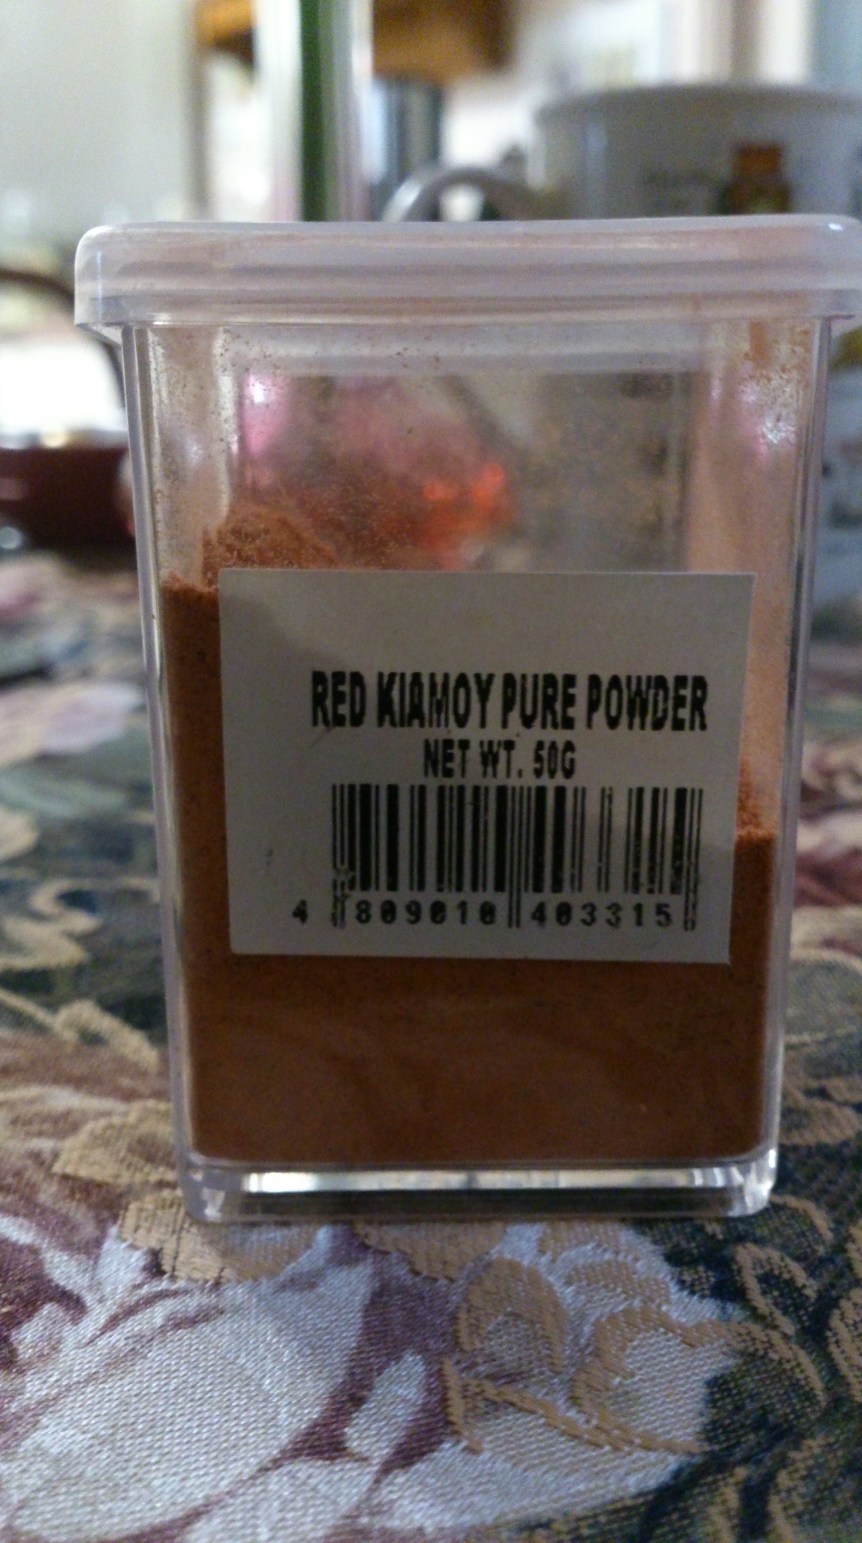 RED KIAMOY PURE POWDER
NET WT. 50G
4 809010 403315